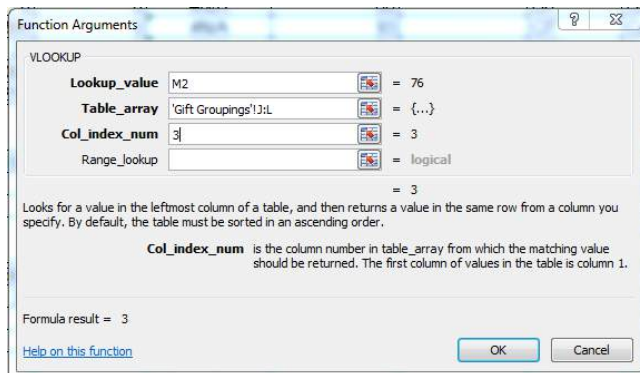 Function Arguments
VLOOKUP
Lookup_value M2 = 76
Table_array 'Gift Groupings'!J:L = {...}
Col_index_num 3 = 3
Range_lookup = logical
= 3
Looks for a value in the leftmost column of a table, and then returns a value in the same row from a column you
specify. By default, the table must be sorted in an ascending order.
Col_index_num is the column number in table_array from which the matching value
should be returned. The first column of values in the table is column 1.
Formula result = 3
Help on this function
OK Cancel